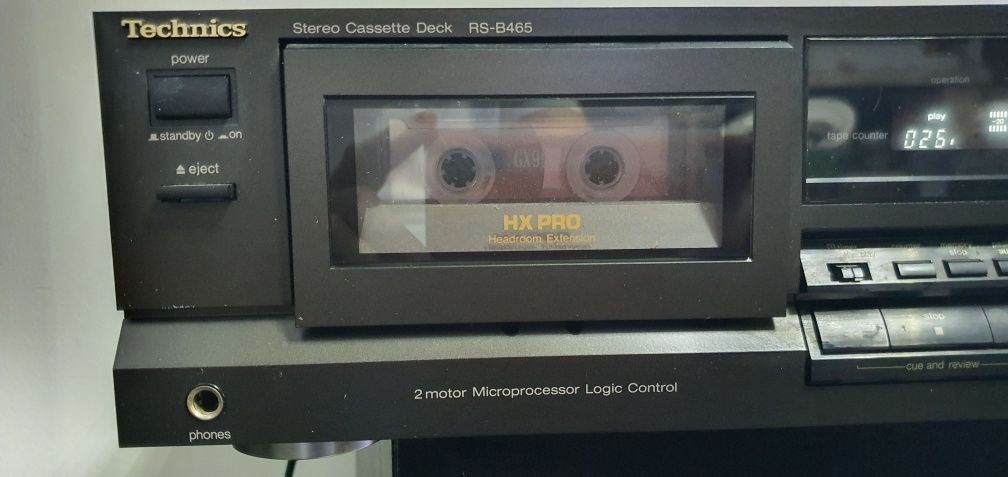 Technics
Stereo Cassette Deck RS-B465
power
standby on
eject
GX9
HX PRO
Headroom Extension
operation
play
-20
tape counter
026
stop
stop
cue and review
2 motor Microprocessor Logic Control
phones